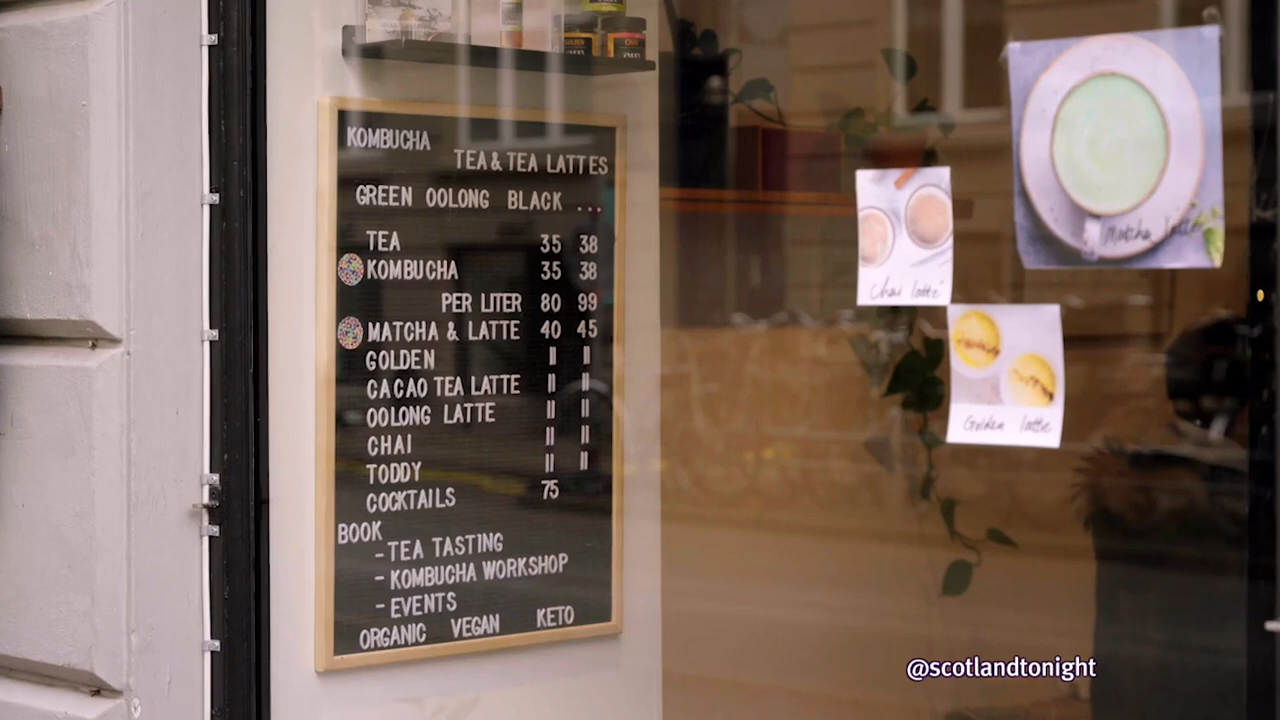 KOMBUCHA
TEA & TEA LATTES
GREEN OOLONG BLACK ...
TEA 35 38
KOMBUCHA 35 38
PER LITER 80 99
MATCHA & LATTE 40 45
GOLDEN || ||
CACAO TEA LATTE || ||
OOLONG LATTE || ||
CHAI || ||
TODDY || ||
COCKTAILS 75
BOOK
- TEA TASTING
- KOMBUCHA WORKSHOP
- EVENTS
ORGANIC VEGAN KETO
Matcha latte
Chai latte
Golden latte
@scotlandtonight